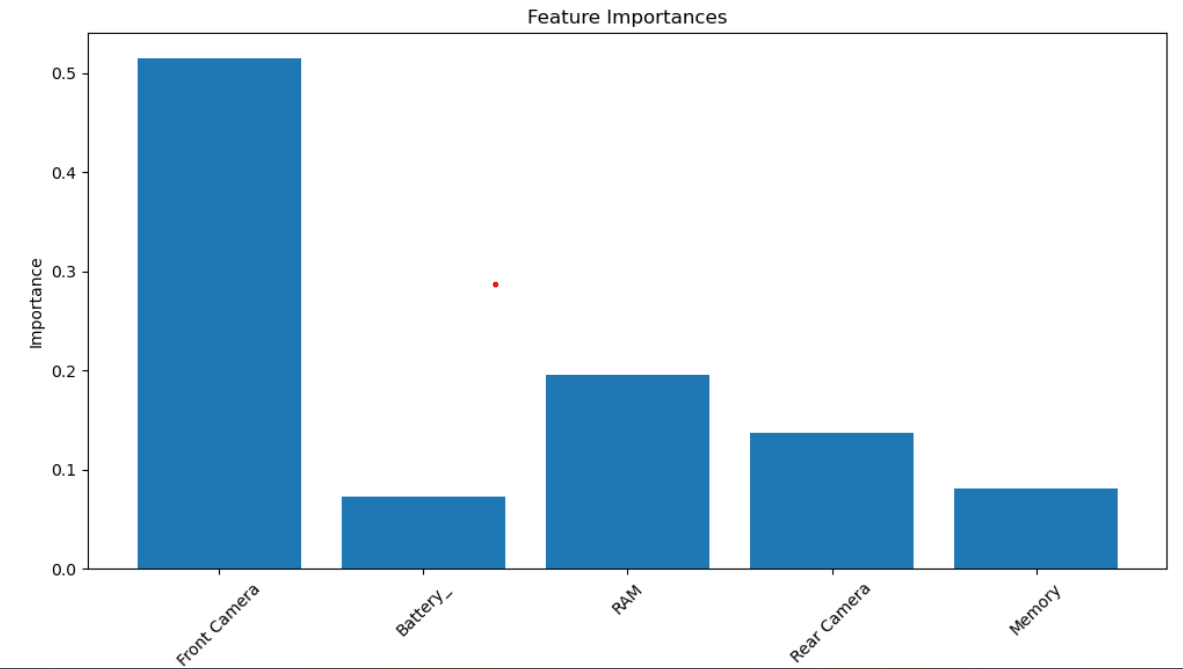 Feature Importances
Importance
0.5
0.4
0.3
0.2
0.1
0.0
Front Camera
Battery_
RAM
Rear Camera
Memory